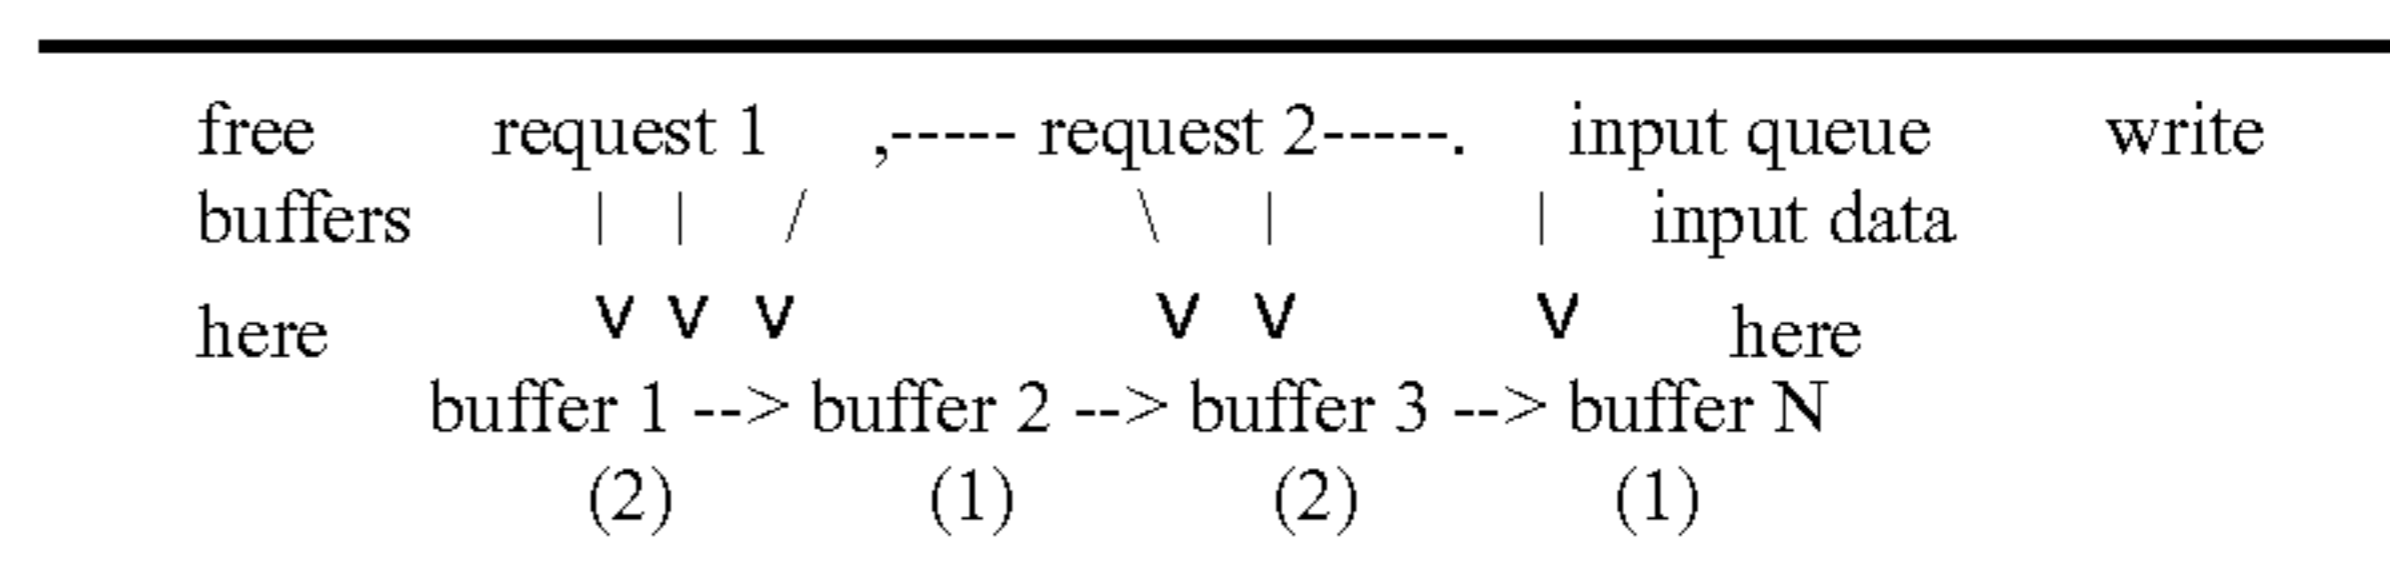 free request 1 ,----- request 2-----. input queue write
buffers | | / \ | | input data
here v v v v v v here
buffer 1 --> buffer 2 --> buffer 3 --> buffer N
(2) (1) (2) (1)